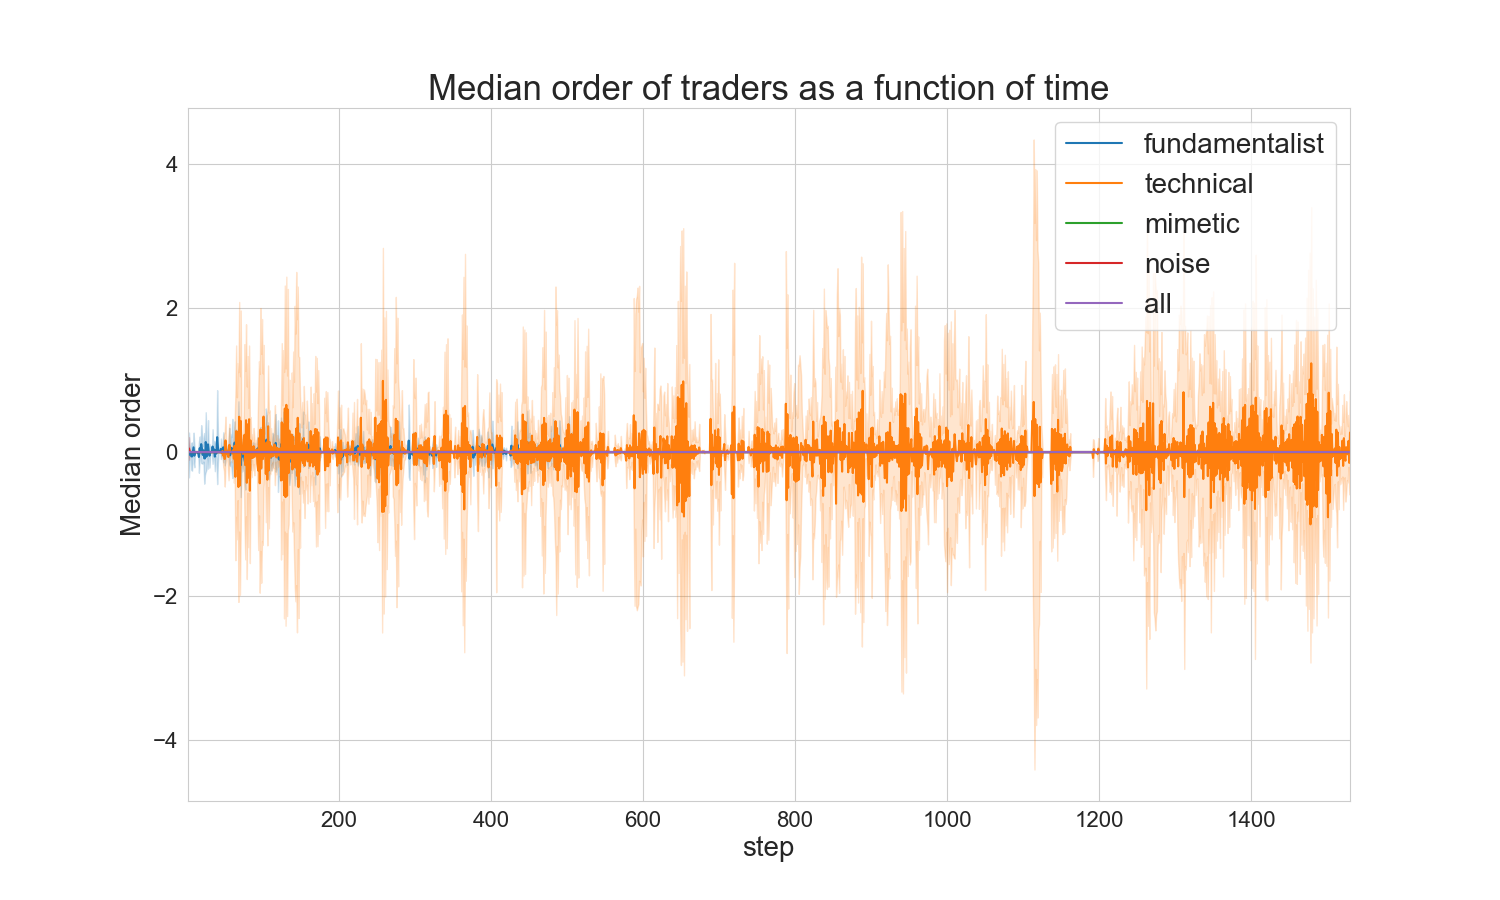 Median order of traders as a function of time
fundamentalist
technical
mimetic
noise
all
Median order
4
2
0
−2
−4
200 400 600 800 1000 1200 1400
step